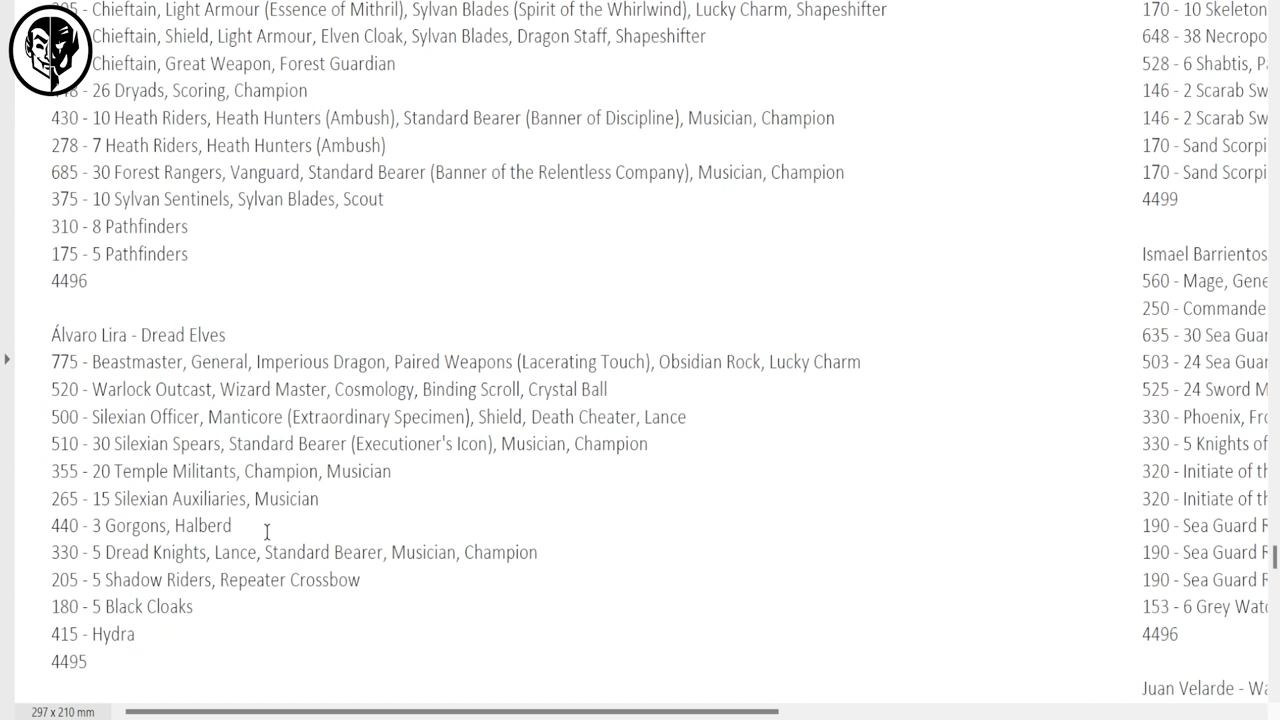 - Chieftain, Light Armour (Essence of Mithril), Sylvan Blades (Spirit of the Whirlwind), Lucky Charm, Shapeshifter
Chieftain, Shield, Light Armour, Elven Cloak, Sylvan Blades, Dragon Staff, Shapeshifter
Chieftain, Great Weapon, Forest Guardian
- 26 Dryads, Scoring, Champion
430 - 10 Heath Riders, Heath Hunters (Ambush), Standard Bearer (Banner of Discipline), Musician, Champion
278 - 7 Heath Riders, Heath Hunters (Ambush)
685 - 30 Forest Rangers, Vanguard, Standard Bearer (Banner of the Relentless Company), Musician, Champion
375 - 10 Sylvan Sentinels, Sylvan Blades, Scout
310 - 8 Pathfinders
175 - 5 Pathfinders
4496
Álvaro Lira - Dread Elves
775 - Beastmaster, General, Imperious Dragon, Paired Weapons (Lacerating Touch), Obsidian Rock, Lucky Charm
520 - Warlock Outcast, Wizard Master, Cosmology, Binding Scroll, Crystal Ball
500 - Silexian Officer, Manticore (Extraordinary Specimen), Shield, Death Cheater, Lance
510 - 30 Silexian Spears, Standard Bearer (Executioner's Icon), Musician, Champion
355 - 20 Temple Militants, Champion, Musician
265 - 15 Silexian Auxiliaries, Musician
440 - 3 Gorgons, Halberd
330 - 5 Dread Knights, Lance, Standard Bearer, Musician, Champion
205 - 5 Shadow Riders, Repeater Crossbow
180 - 5 Black Cloaks
415 - Hydra
4495
170 - 10 Skeleton
648 - 38 Necropo
528 - 6 Shabtis, P
146 - 2 Scarab Sw
146 - 2 Scarab Sw
170 - Sand Scorpi
170 - Sand Scorpi
4499
Ismael Barrientos
560 - Mage, Gene
250 - Commande
635 - 30 Sea Guar
503 - 24 Sea Guar
525 - 24 Sword M
330 - Phoenix, Fro
330 - 5 Knights of
320 - Initiate of th
320 - Initiate of th
190 - Sea Guard R
190 - Sea Guard R
190 - Sea Guard R
153 - 6 Grey Watc
4496
Juan Velarde - Wa
297 x 210 mm